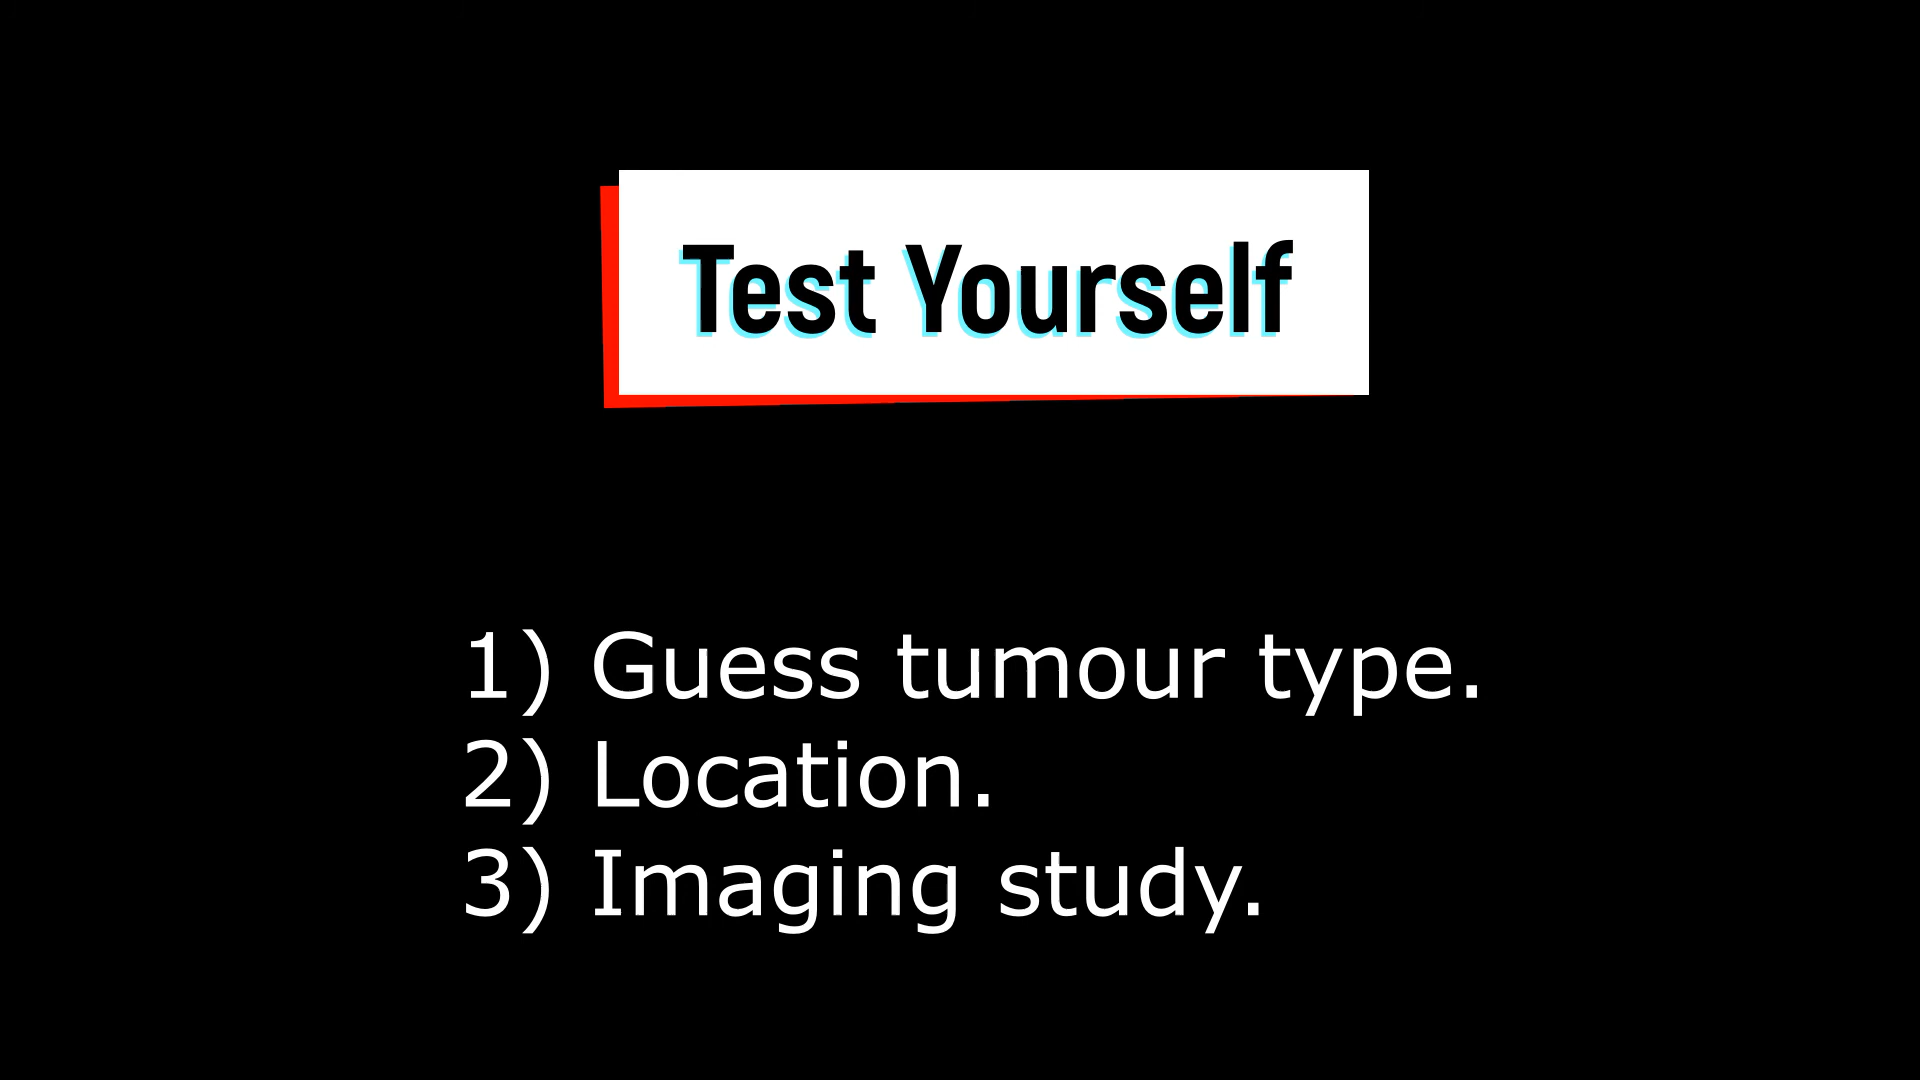 Test Yourself
1) Guess tumour type.
2) Location.
3) Imaging study.